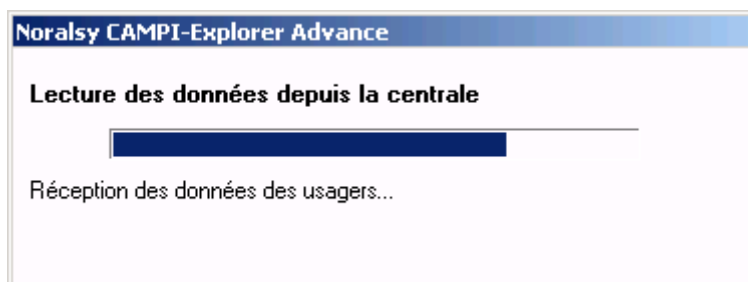 Noralsy CAMPI-Explorer Advance
Lecture des données depuis la centrale
Réception des données des usagers...